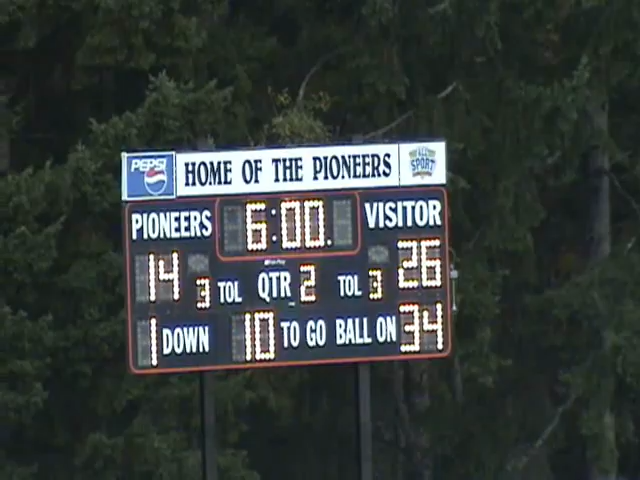 PEPSI HOME OF THE PIONEERS ALL SPORT
PIONEERS 6:00 VISITOR
14 3 TOL QTR 2 TOL 3 26
1 DOWN 10 TO GO BALL ON 34